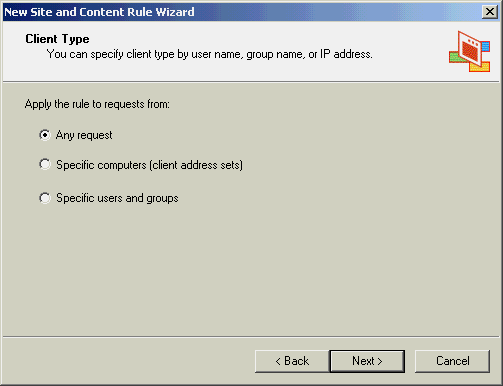 New Site and Content Rule Wizard
Client Type
You can specify client type by user name, group name, or IP address.
Apply the rule to requests from:
Any request
Specific computers (client address sets)
Specific users and groups
< Back
Next >
Cancel